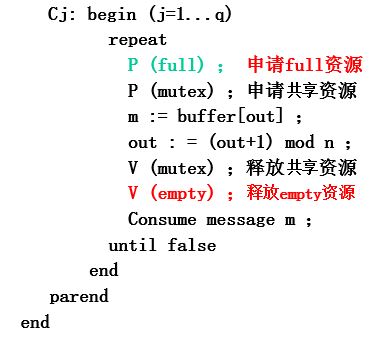 Cj: begin (j=1...q)
repeat
P (full) ; 申请full资源
P (mutex) ; 申请共享资源
m := buffer[out] ;
out : = (out+1) mod n ;
V (mutex) ; 释放共享资源
V (empty) ; 释放empty资源
Consume message m ;
until false
end
parend
end